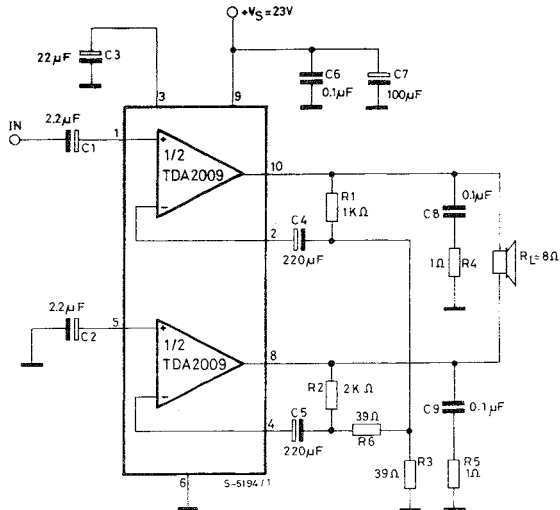 +Vs=23V
22µF
C3
3
9
C6
0.1µF
C7
100µF
IN
2.2µF
C1
1
+
1/2
TDA2009
-
10
R1
1KΩ
0.1µF
C8
2
C4
220µF
1Ω
R4
RL=8Ω
2.2µF
C2
5
+
1/2
TDA2009
-
8
R2
2KΩ
C9
0.1µF
4
C5
220µF
39Ω
R6
39Ω
R3
R5
1Ω
6
S-5194/1